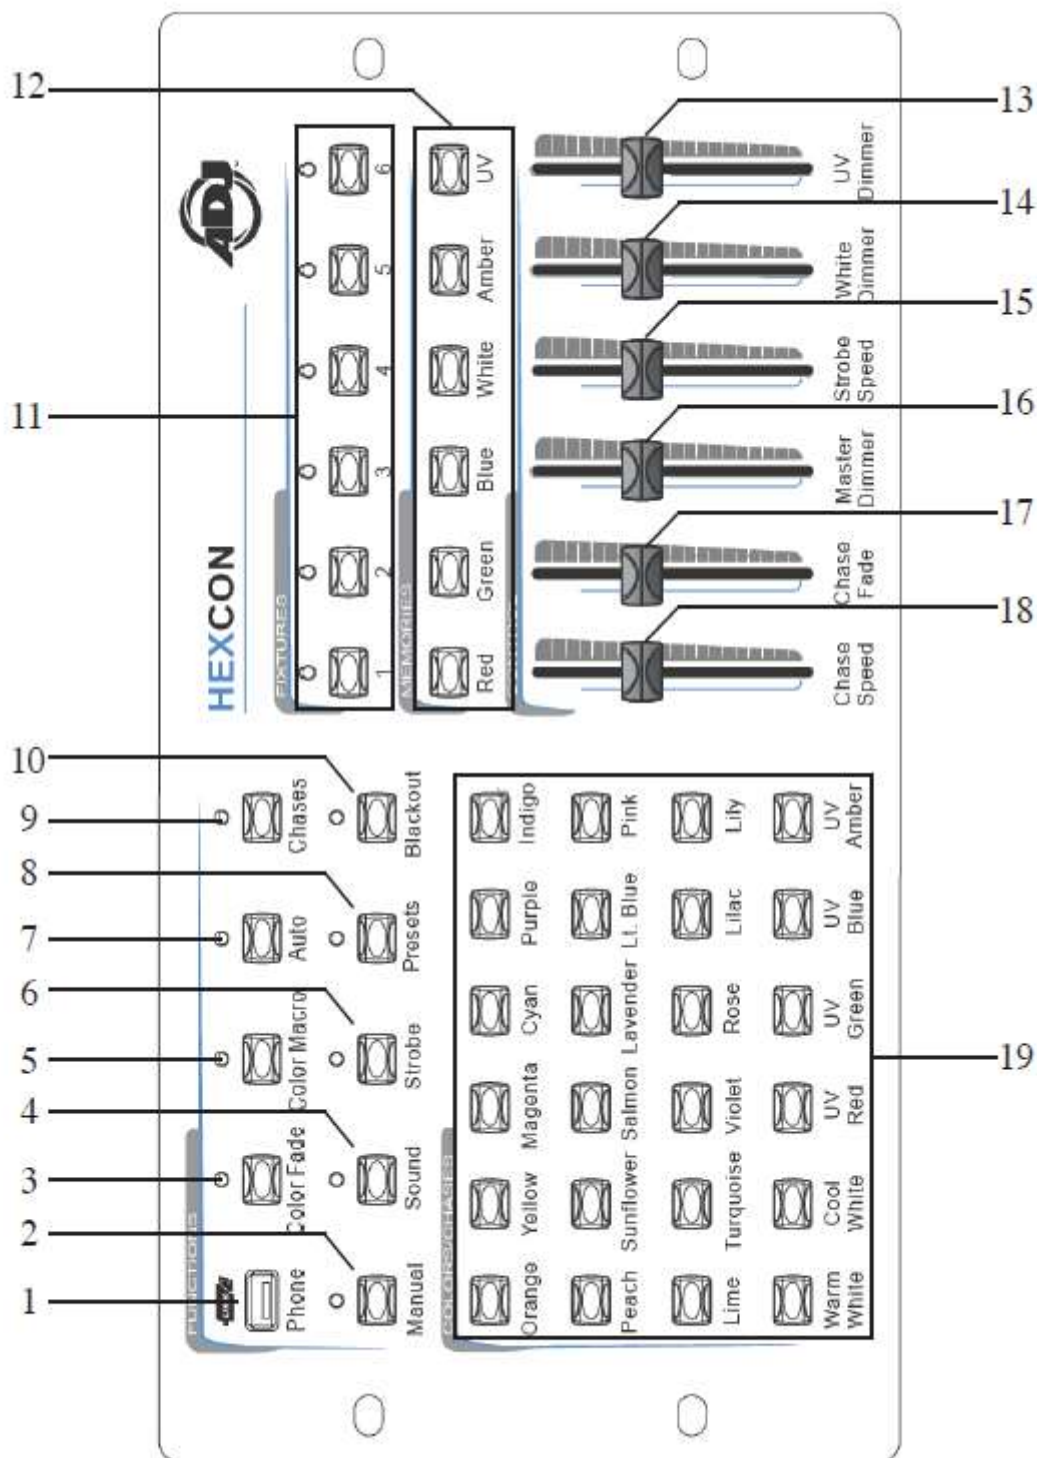 12
11
10
9
8
7
6
5
4
3
2
1
13
14
15
16
17
18
19
FUNCTIONS
Phone
Color Fade
Color Macro
Auto
Chases
Manual
Sound
Strobe
Presets
Blackout
COLORS/CHASES
Orange
Yellow
Magenta
Cyan
Purple
Indigo
Peach
Sunflower
Salmon
Lavender
Lt. Blue
Pink
Lime
Turquoise
Violet
Rose
Lilac
Lily
Warm
White
Cool
White
UV
Red
UV
Green
UV
Blue
UV
Amber
HEXCON
ADJ
FIXTURES
1
2
3
4
5
6
MEMORIES
Red
Green
Blue
White
Amber
UV
Chase
Speed
Chase
Fade
Master
Dimmer
Strobe
Speed
White
Dimmer
UV
Dimmer